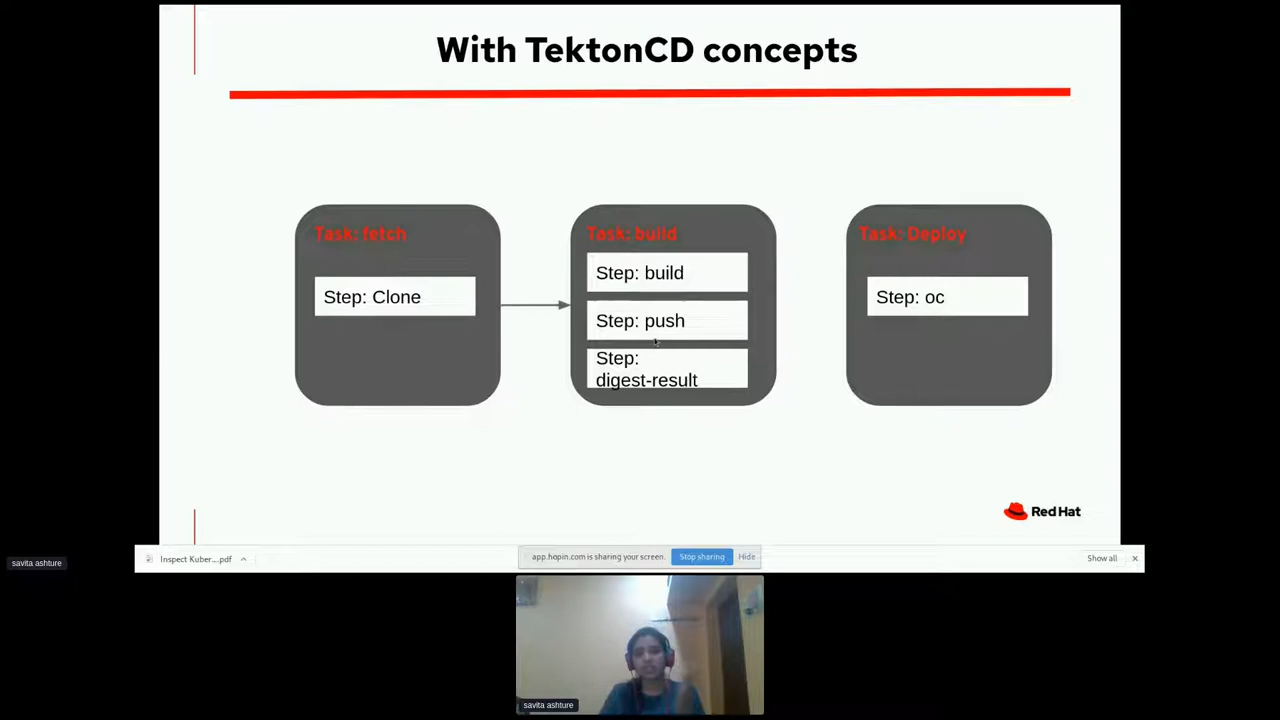 With TektonCD concepts
Task: fetch
Step: Clone
Task: build
Step: build
Step: push
Step:
digest-result
Task: Deploy
Step: oc
Red Hat
savita ashture
Inspect Kuber....pdf
app.hopin.com is sharing your screen.
Stop sharing
Hide
Show all
savita ashture